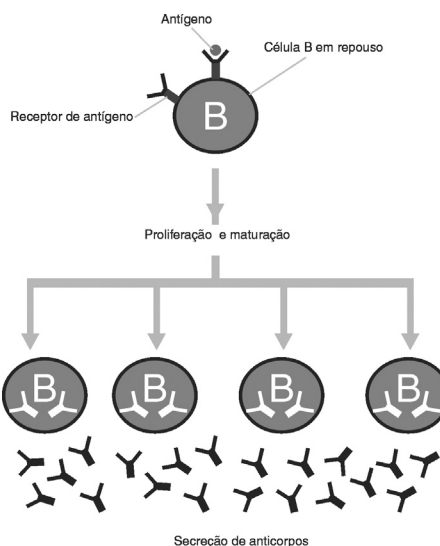 Antígeno
Célula B em repouso
Receptor de antígeno
B
Proliferação e maturação
B
B
B
B
Secreção de anticorpos